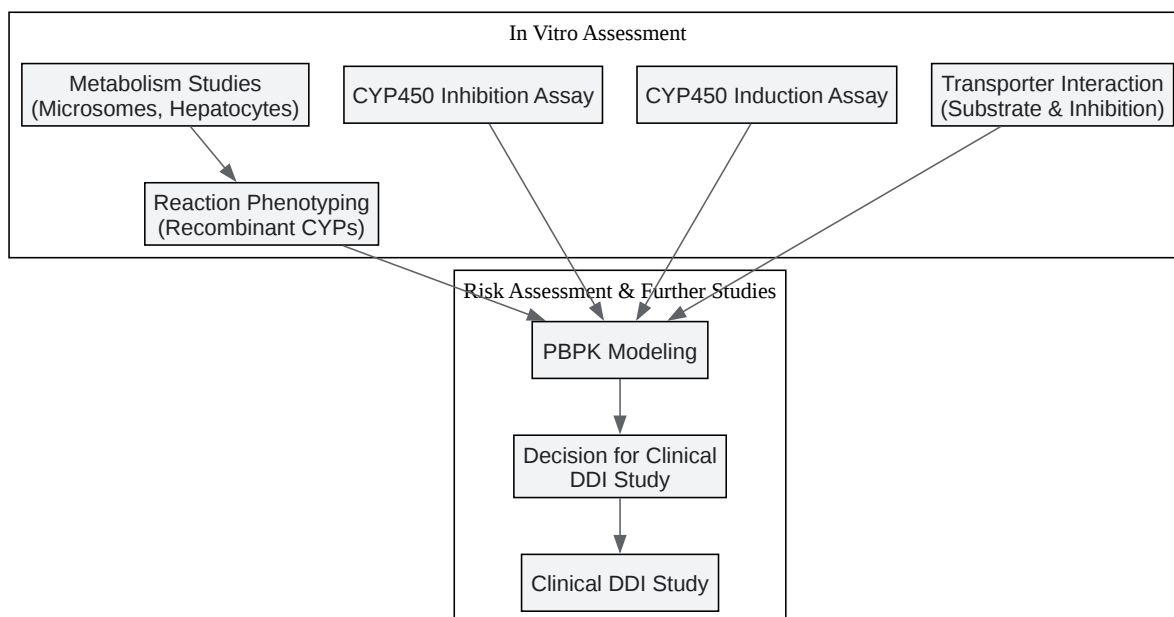 In Vitro Assessment
Metabolism Studies
(Microsomes, Hepatocytes)
CYP450 Inhibition Assay
CYP450 Induction Assay
Transporter Interaction
(Substrate & Inhibition)
Reaction Phenotyping
(Recombinant CYPs)
Risk Assessment & Further Studies
PBPK Modeling
Decision for Clinical
DDI Study
Clinical DDI Study